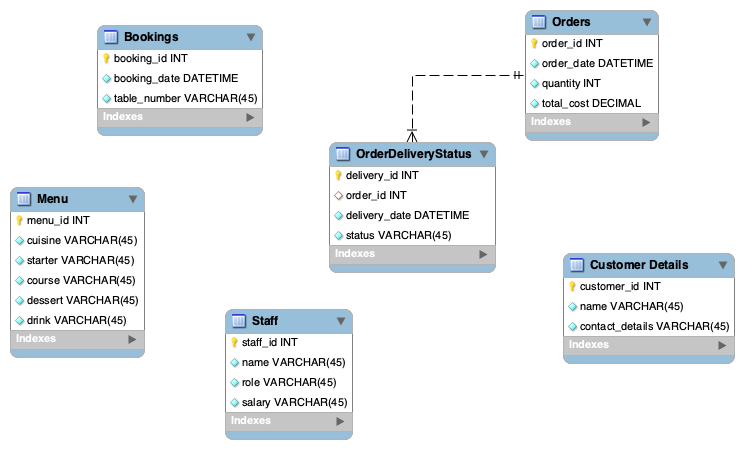 Bookings
booking_id INT
booking_date DATETIME
table_number VARCHAR(45)
Indexes
Orders
order_id INT
order_date DATETIME
quantity INT
total_cost DECIMAL
Indexes
OrderDeliveryStatus
delivery_id INT
order_id INT
delivery_date DATETIME
status VARCHAR(45)
Indexes
Menu
menu_id INT
cuisine VARCHAR(45)
starter VARCHAR(45)
course VARCHAR(45)
dessert VARCHAR(45)
drink VARCHAR(45)
Indexes
Customer Details
customer_id INT
name VARCHAR(45)
contact_details VARCHAR(45)
Indexes
Staff
staff_id INT
name VARCHAR(45)
role VARCHAR(45)
salary VARCHAR(45)
Indexes